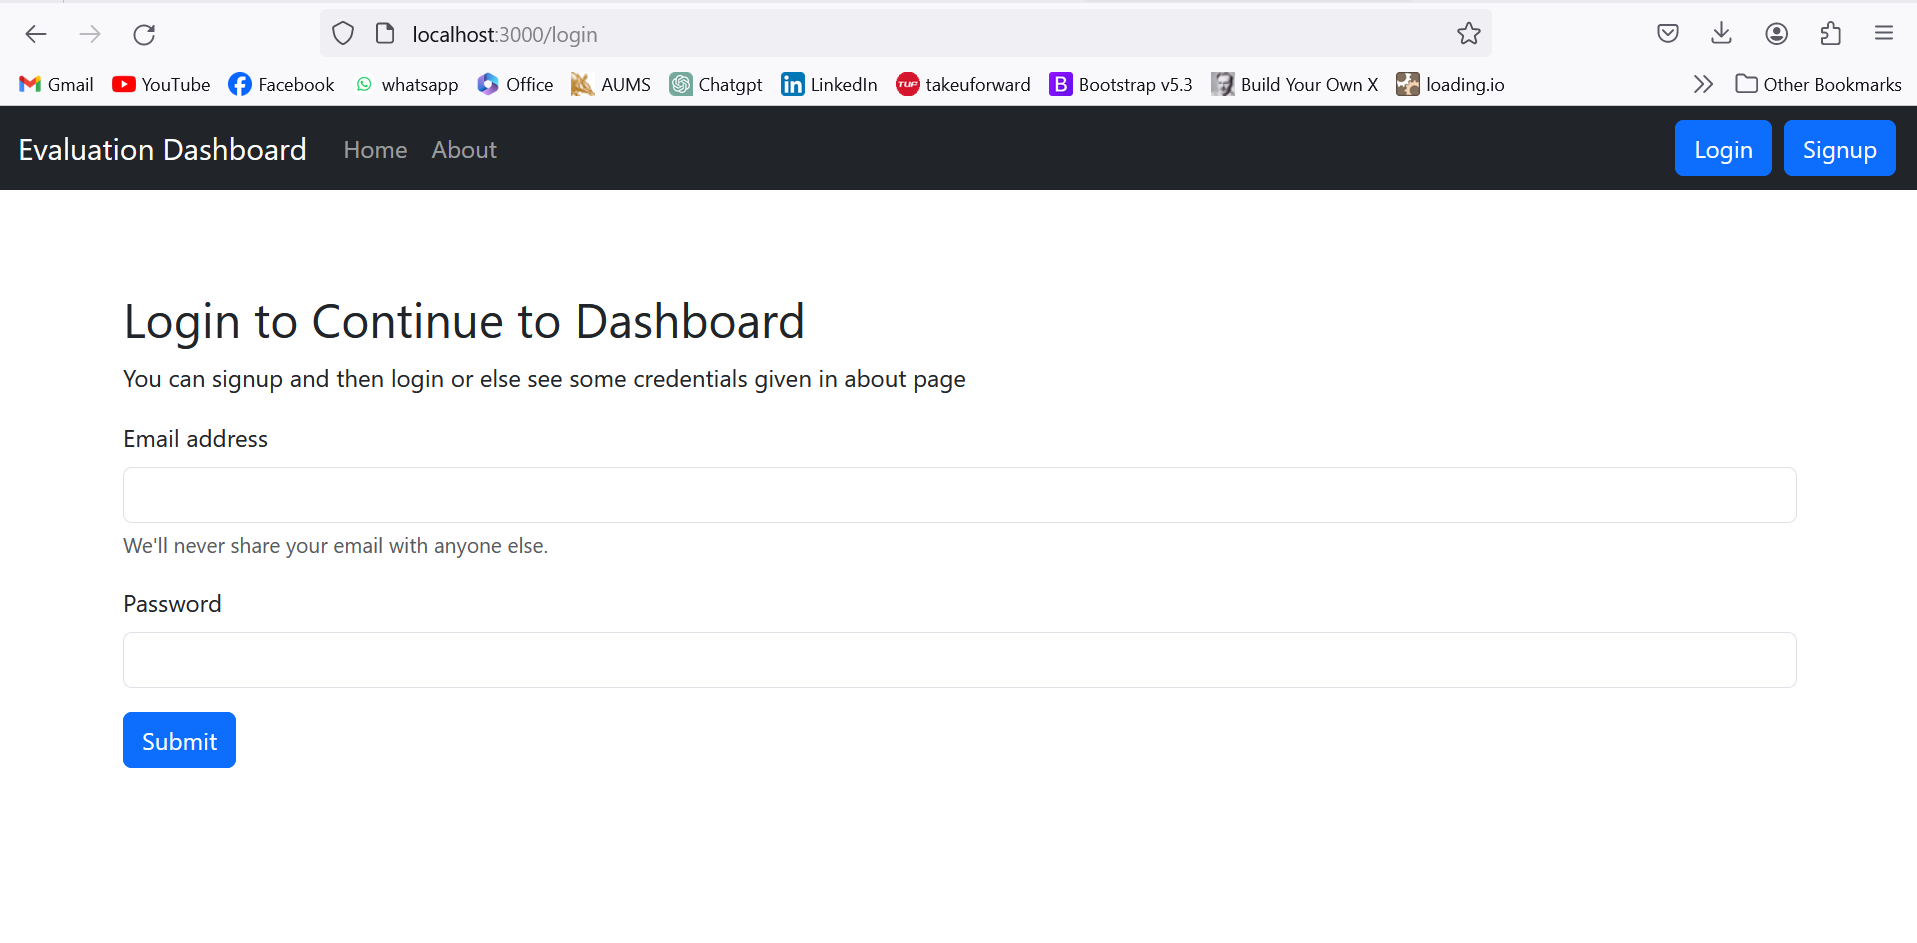 localhost:3000/login
Gmail YouTube Facebook whatsapp Office AUMS Chatgpt LinkedIn takeuforward Bootstrap v5.3 Build Your Own X loading.io Other Bookmarks
Evaluation Dashboard Home About Login Signup
Login to Continue to Dashboard
You can signup and then login or else see some credentials given in about page
Email address
We'll never share your email with anyone else.
Password
Submit